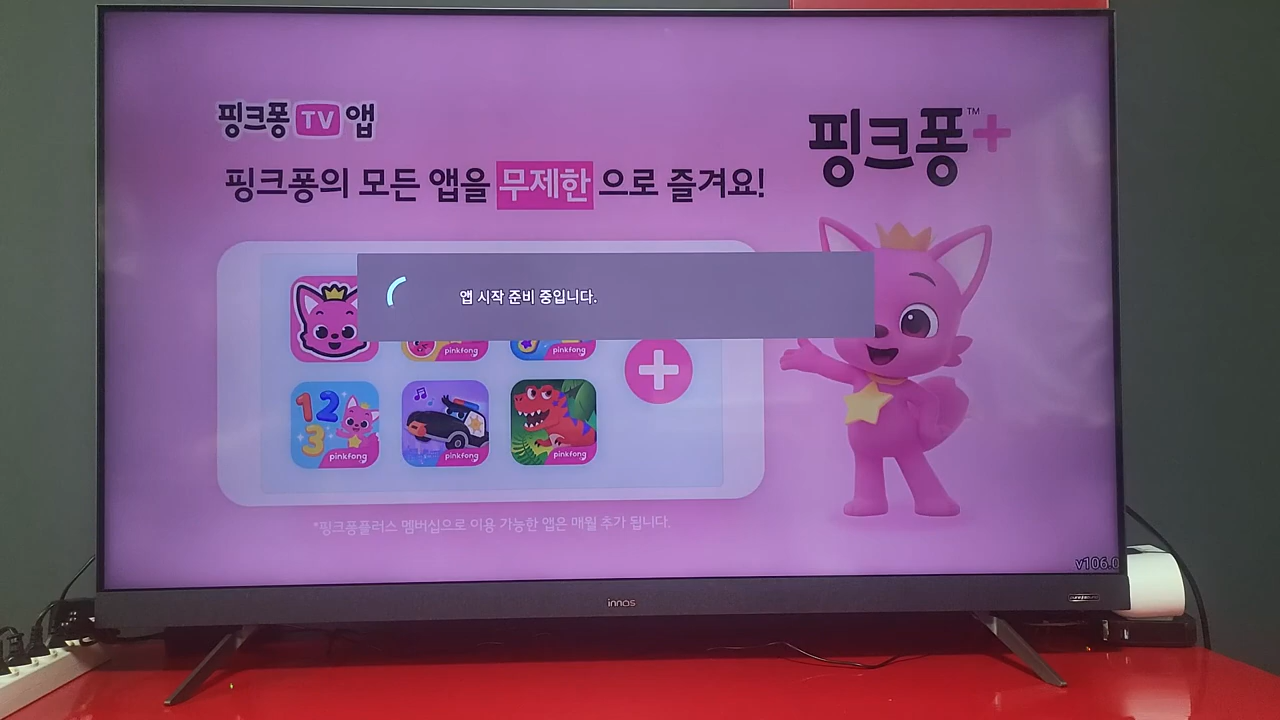 핑크퐁 TV 앱
핑크퐁™+
핑크퐁의 모든 앱을 무제한 으로 즐겨요!
앱 시작 준비 중입니다.
pinkfong
pinkfong
123
pinkfong
pinkfong
pinkfong
*핑크퐁플러스 멤버십으로 이용 가능한 앱은 매월 추가 됩니다.
v106.0
innos